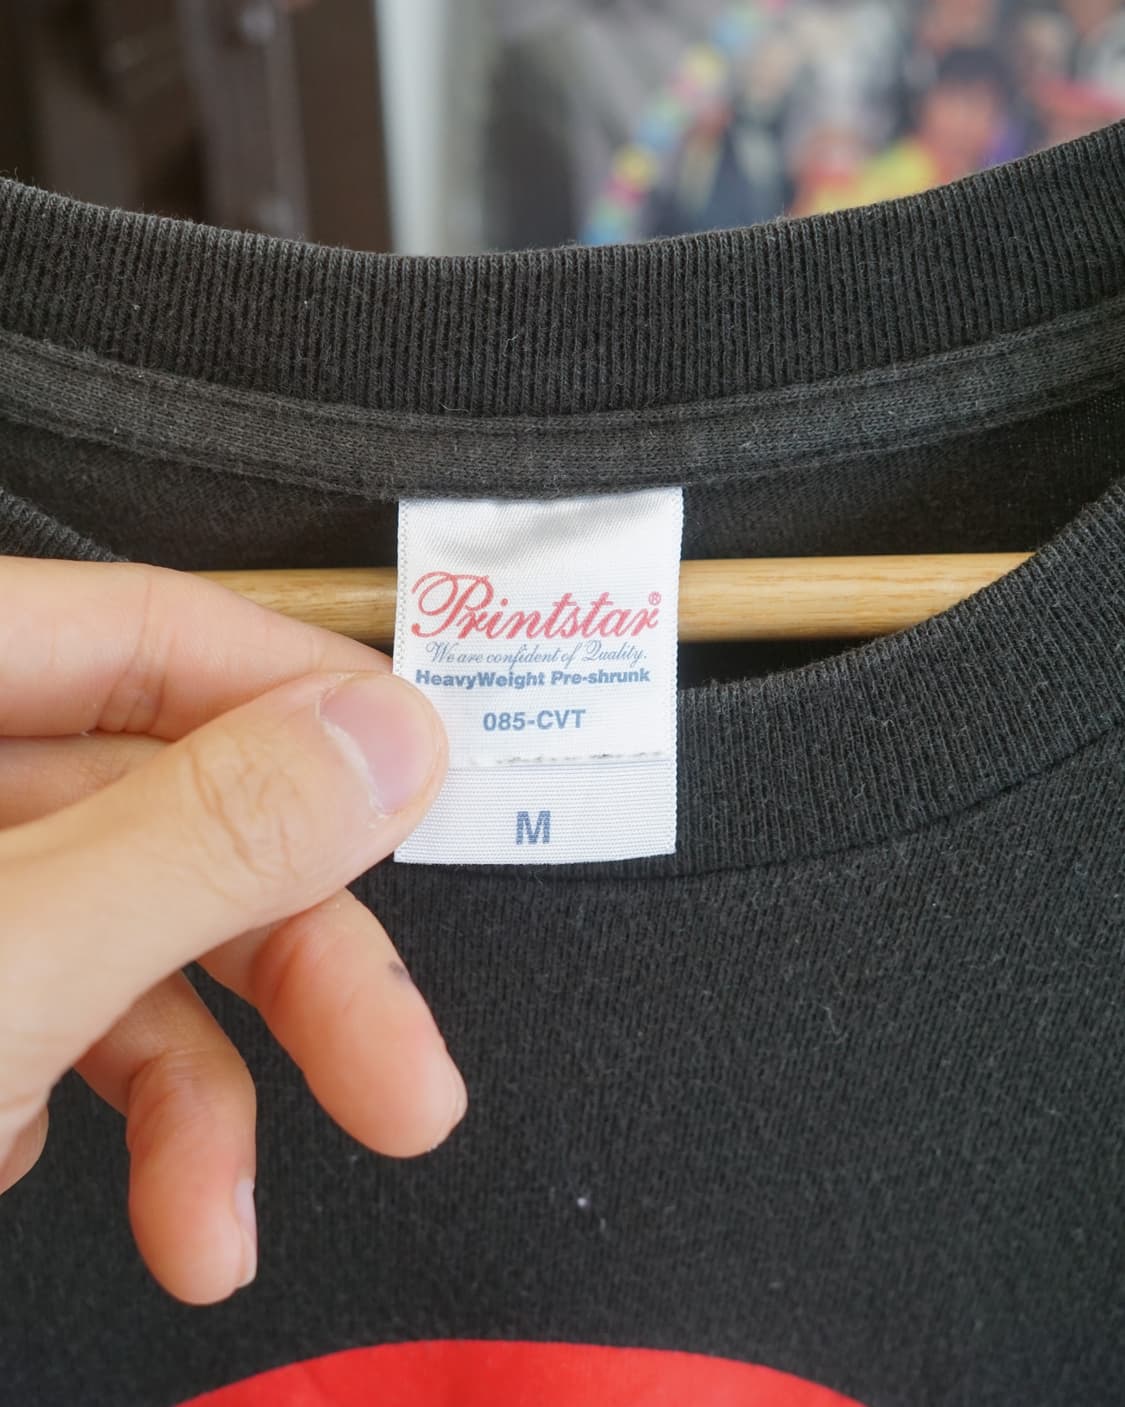 Printstar®
We are confident of Quality.
HeavyWeight Pre-shrunk
085-CVT
M